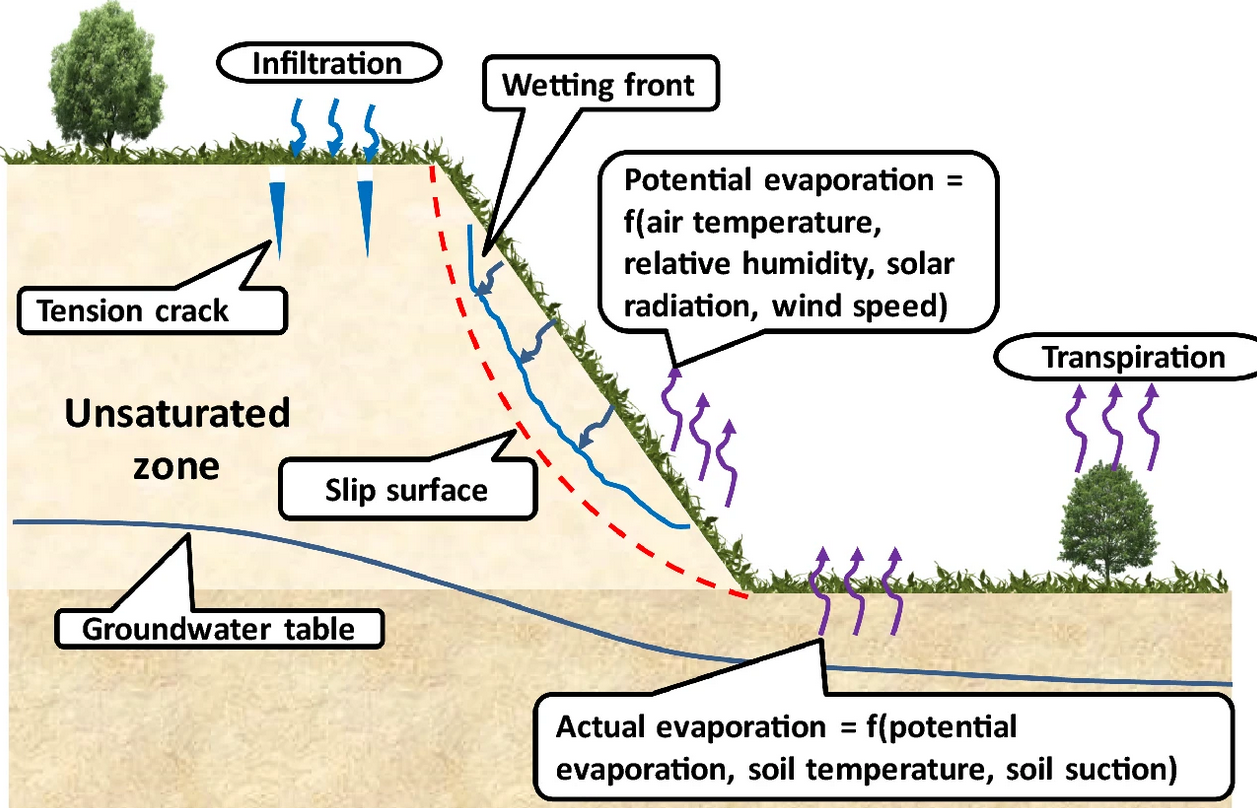 Infiltration
Wetting front
Potential evaporation =
f(air temperature,
relative humidity, solar
radiation, wind speed)
Tension crack
Transpiration
Unsaturated
zone
Slip surface
Groundwater table
Actual evaporation = f(potential
evaporation, soil temperature, soil suction)